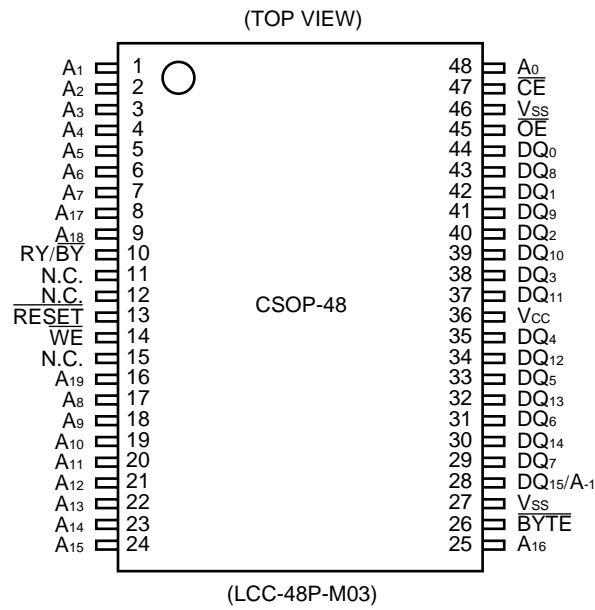 (TOP VIEW)
A1 1 48 A0
A2 2 47 CE
A3 3 46 VSS
A4 4 45 OE
A5 5 44 DQ0
A6 6 43 DQ8
A7 7 42 DQ1
A17 8 41 DQ9
A18 9 40 DQ2
RY/BY 10 39 DQ10
N.C. 11 38 DQ3
N.C. 12 37 DQ11
RESET 13 CSOP-48 36 VCC
WE 14 35 DQ4
N.C. 15 34 DQ12
A19 16 33 DQ5
A8 17 32 DQ13
A9 18 31 DQ6
A10 19 30 DQ14
A11 20 29 DQ7
A12 21 28 DQ15/A-1
A13 22 27 VSS
A14 23 26 BYTE
A15 24 25 A16
(LCC-48P-M03)